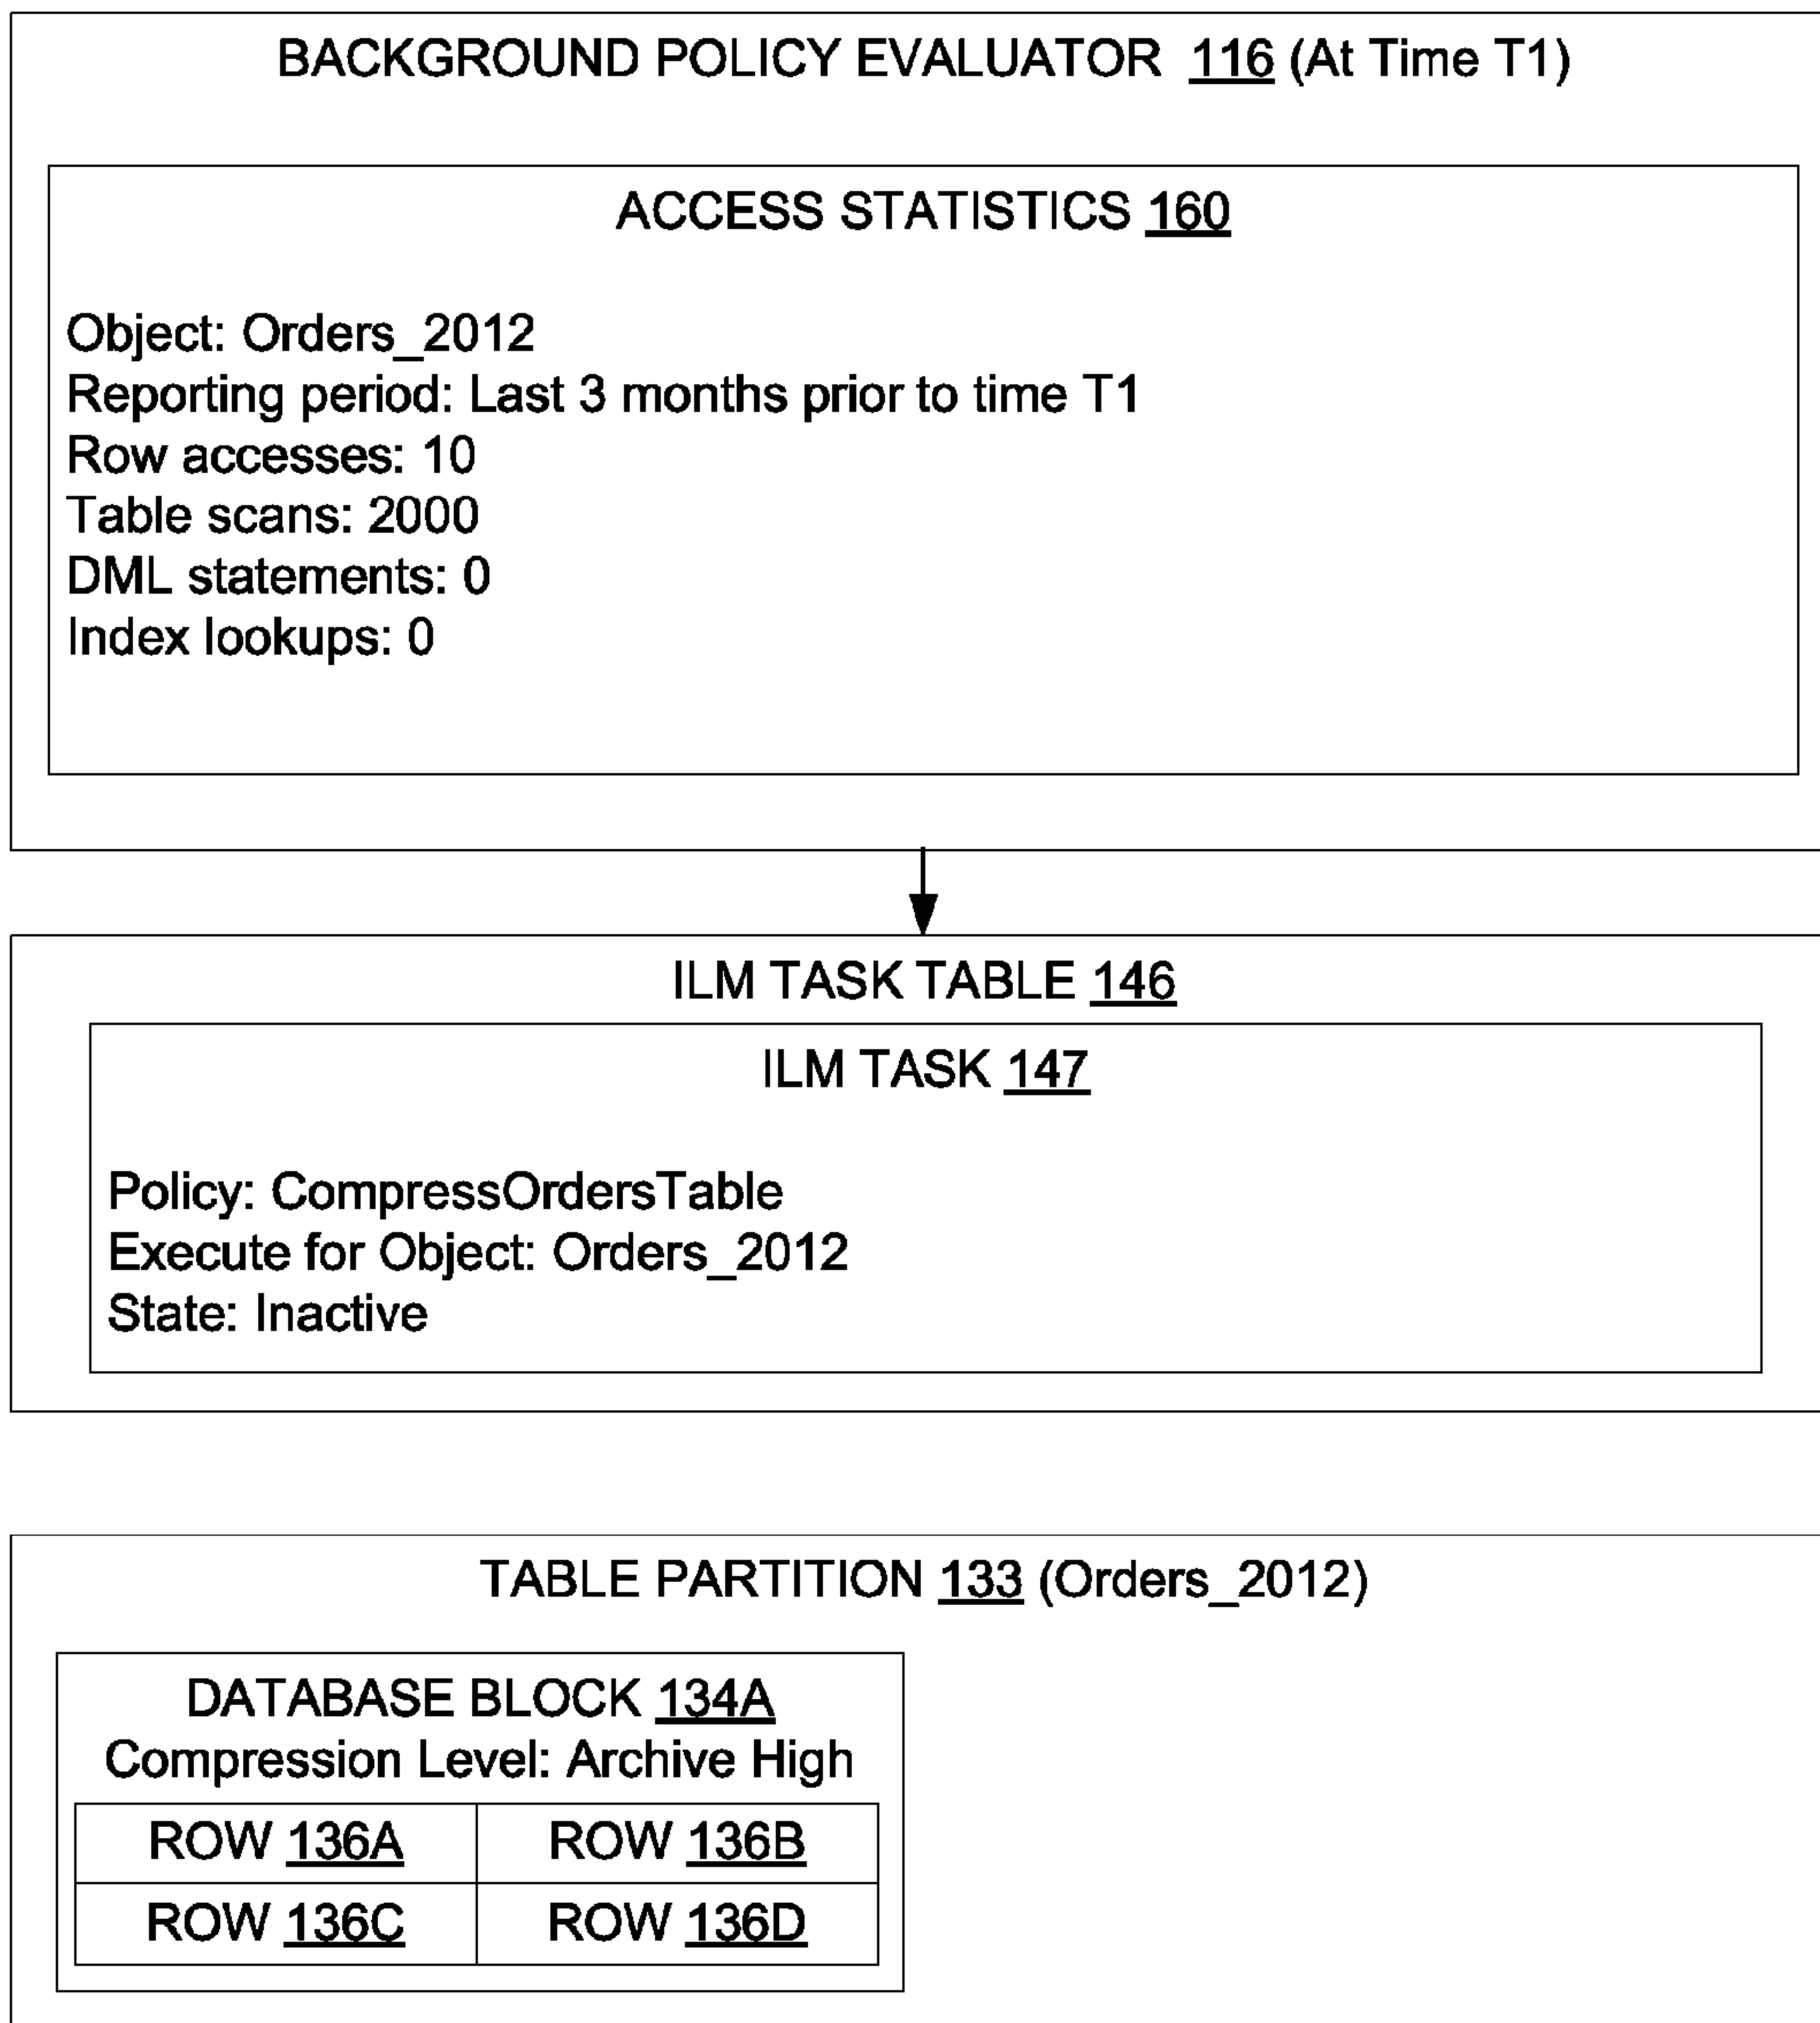 BACKGROUND POLICY EVALUATOR 116 (At Time T1)
ACCESS STATISTICS 160
Object: Orders_2012
Reporting period: Last 3 months prior to time T1
Row accesses: 10
Table scans: 2000
DML statements: 0
Index lookups: 0
ILM TASK TABLE 146
ILM TASK 147
Policy: CompressOrdersTable
Execute for Object: Orders_2012
State: Inactive
TABLE PARTITION 133 (Orders_2012)
DATABASE BLOCK 134A
Compression Level: Archive High
ROW 136A ROW 136B
ROW 136C ROW 136D